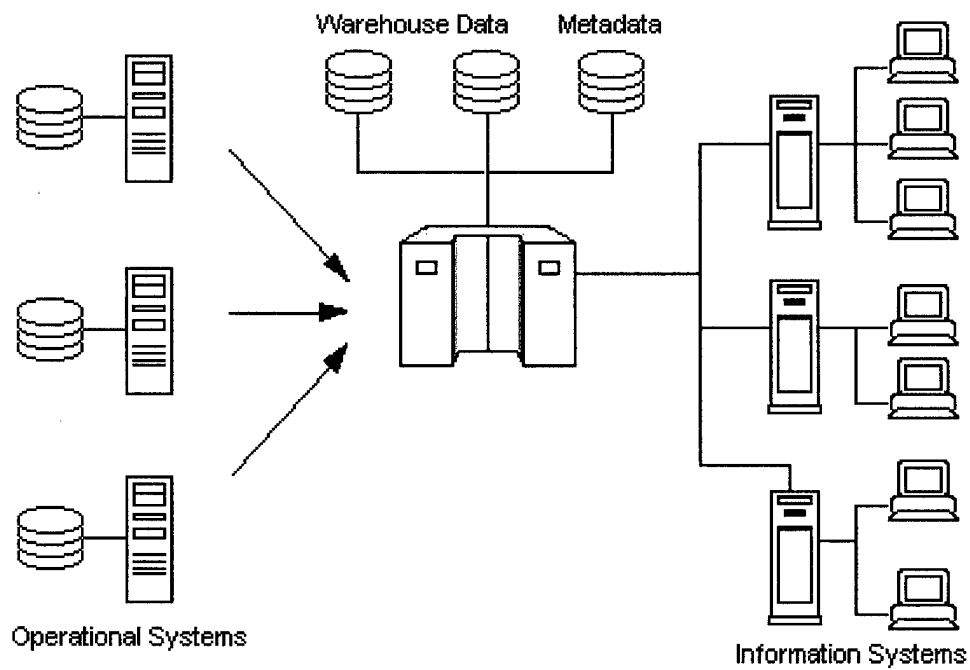 Warehouse Data
Metadata
Operational Systems
Information Systems